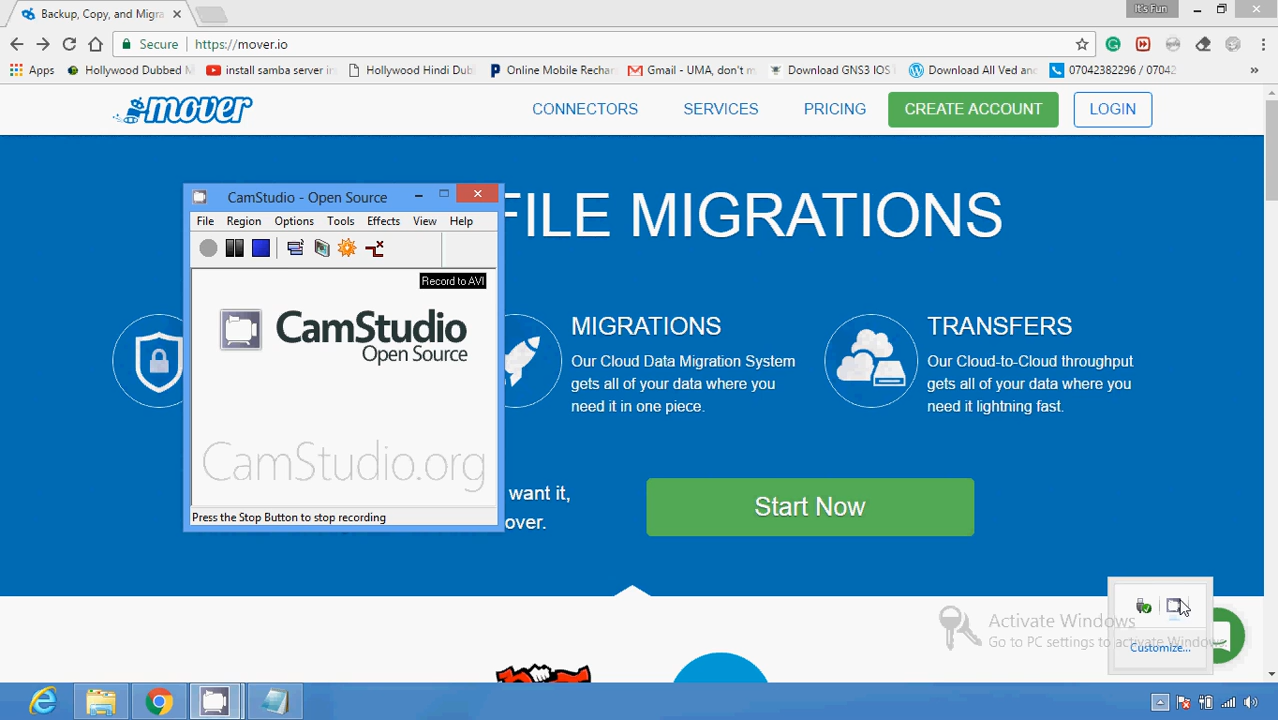 Backup, Copy, and Migra
It's Fun
Secure
https://mover.io
Apps
Hollywood Dubbed M
install samba server in
Hollywood Hindi Dub
Online Mobile Rechar
Gmail - UMA, don't m
Download GNS3 IOS
Download All Ved and
07042382296 / 07042
mover
CONNECTORS
SERVICES
PRICING
CREATE ACCOUNT
LOGIN
CamStudio - Open Source
FILE MIGRATIONS
File
Region
Options
Tools
Effects
View
Help
Record to AVI
CamStudio
Open Source
CamStudio.org
Press the Stop Button to stop recording
MIGRATIONS
Our Cloud Data Migration System
gets all of your data where you
need it in one piece.
TRANSFERS
Our Cloud-to-Cloud throughput
gets all of your data where you
need it lightning fast.
want it,
over.
Start Now
Activate Windows
Go to PC settings to activate Windows.
Customize...